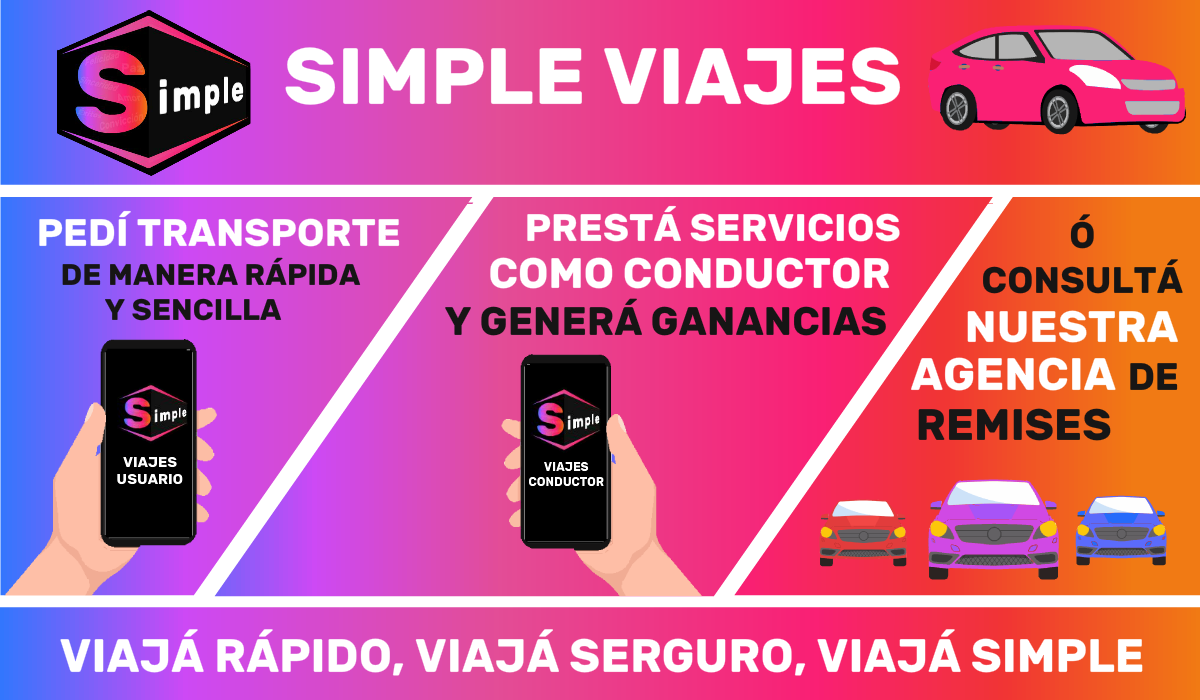 Simple
SIMPLE VIAJES
PEDÍ TRANSPORTE
DE MANERA RÁPIDA
Y SENCILLA
Simple
VIAJES
USUARIO
PRESTÁ SERVICIOS
COMO CONDUCTOR
Y GENERÁ GANANCIAS
Simple
VIAJES
CONDUCTOR
Ó
CONSULTÁ
NUESTRA
AGENCIA DE
REMISES
VIAJÁ RÁPIDO, VIAJÁ SERGURO, VIAJÁ SIMPLE